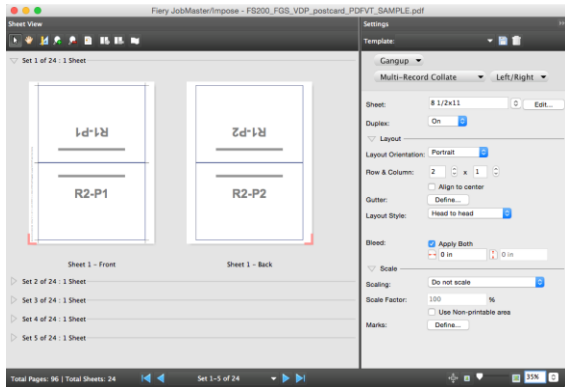 Fiery JobMaster/Impose - FS200_FGS_VDP_postcard_PDFVT_SAMPLE.pdf
Sheet View
Settings
Template:
Set 1 of 24 : 1 Sheet
Gangup
Multi-Record Collate
Left/Right
Sheet: 8 1/2x11 Edit...
Duplex: On
Layout
Layout Orientation: Portrait
Row & Column: 2 x 1
Align to center
Gutter: Define...
Layout Style: Head to head
Bleed: Apply Both
0 in 0 in
Scale
Scaling: Do not scale
Scale Factor: 100 %
Use Non-printable area
Marks: Define...
R1-P1
R2-P1
R1-P2
R2-P2
Sheet 1 - Front
Sheet 1 - Back
Set 2 of 24 : 1 Sheet
Set 3 of 24 : 1 Sheet
Set 4 of 24 : 1 Sheet
Set 5 of 24 : 1 Sheet
Total Pages: 96 | Total Sheets: 24
Set 1-5 of 24
35%